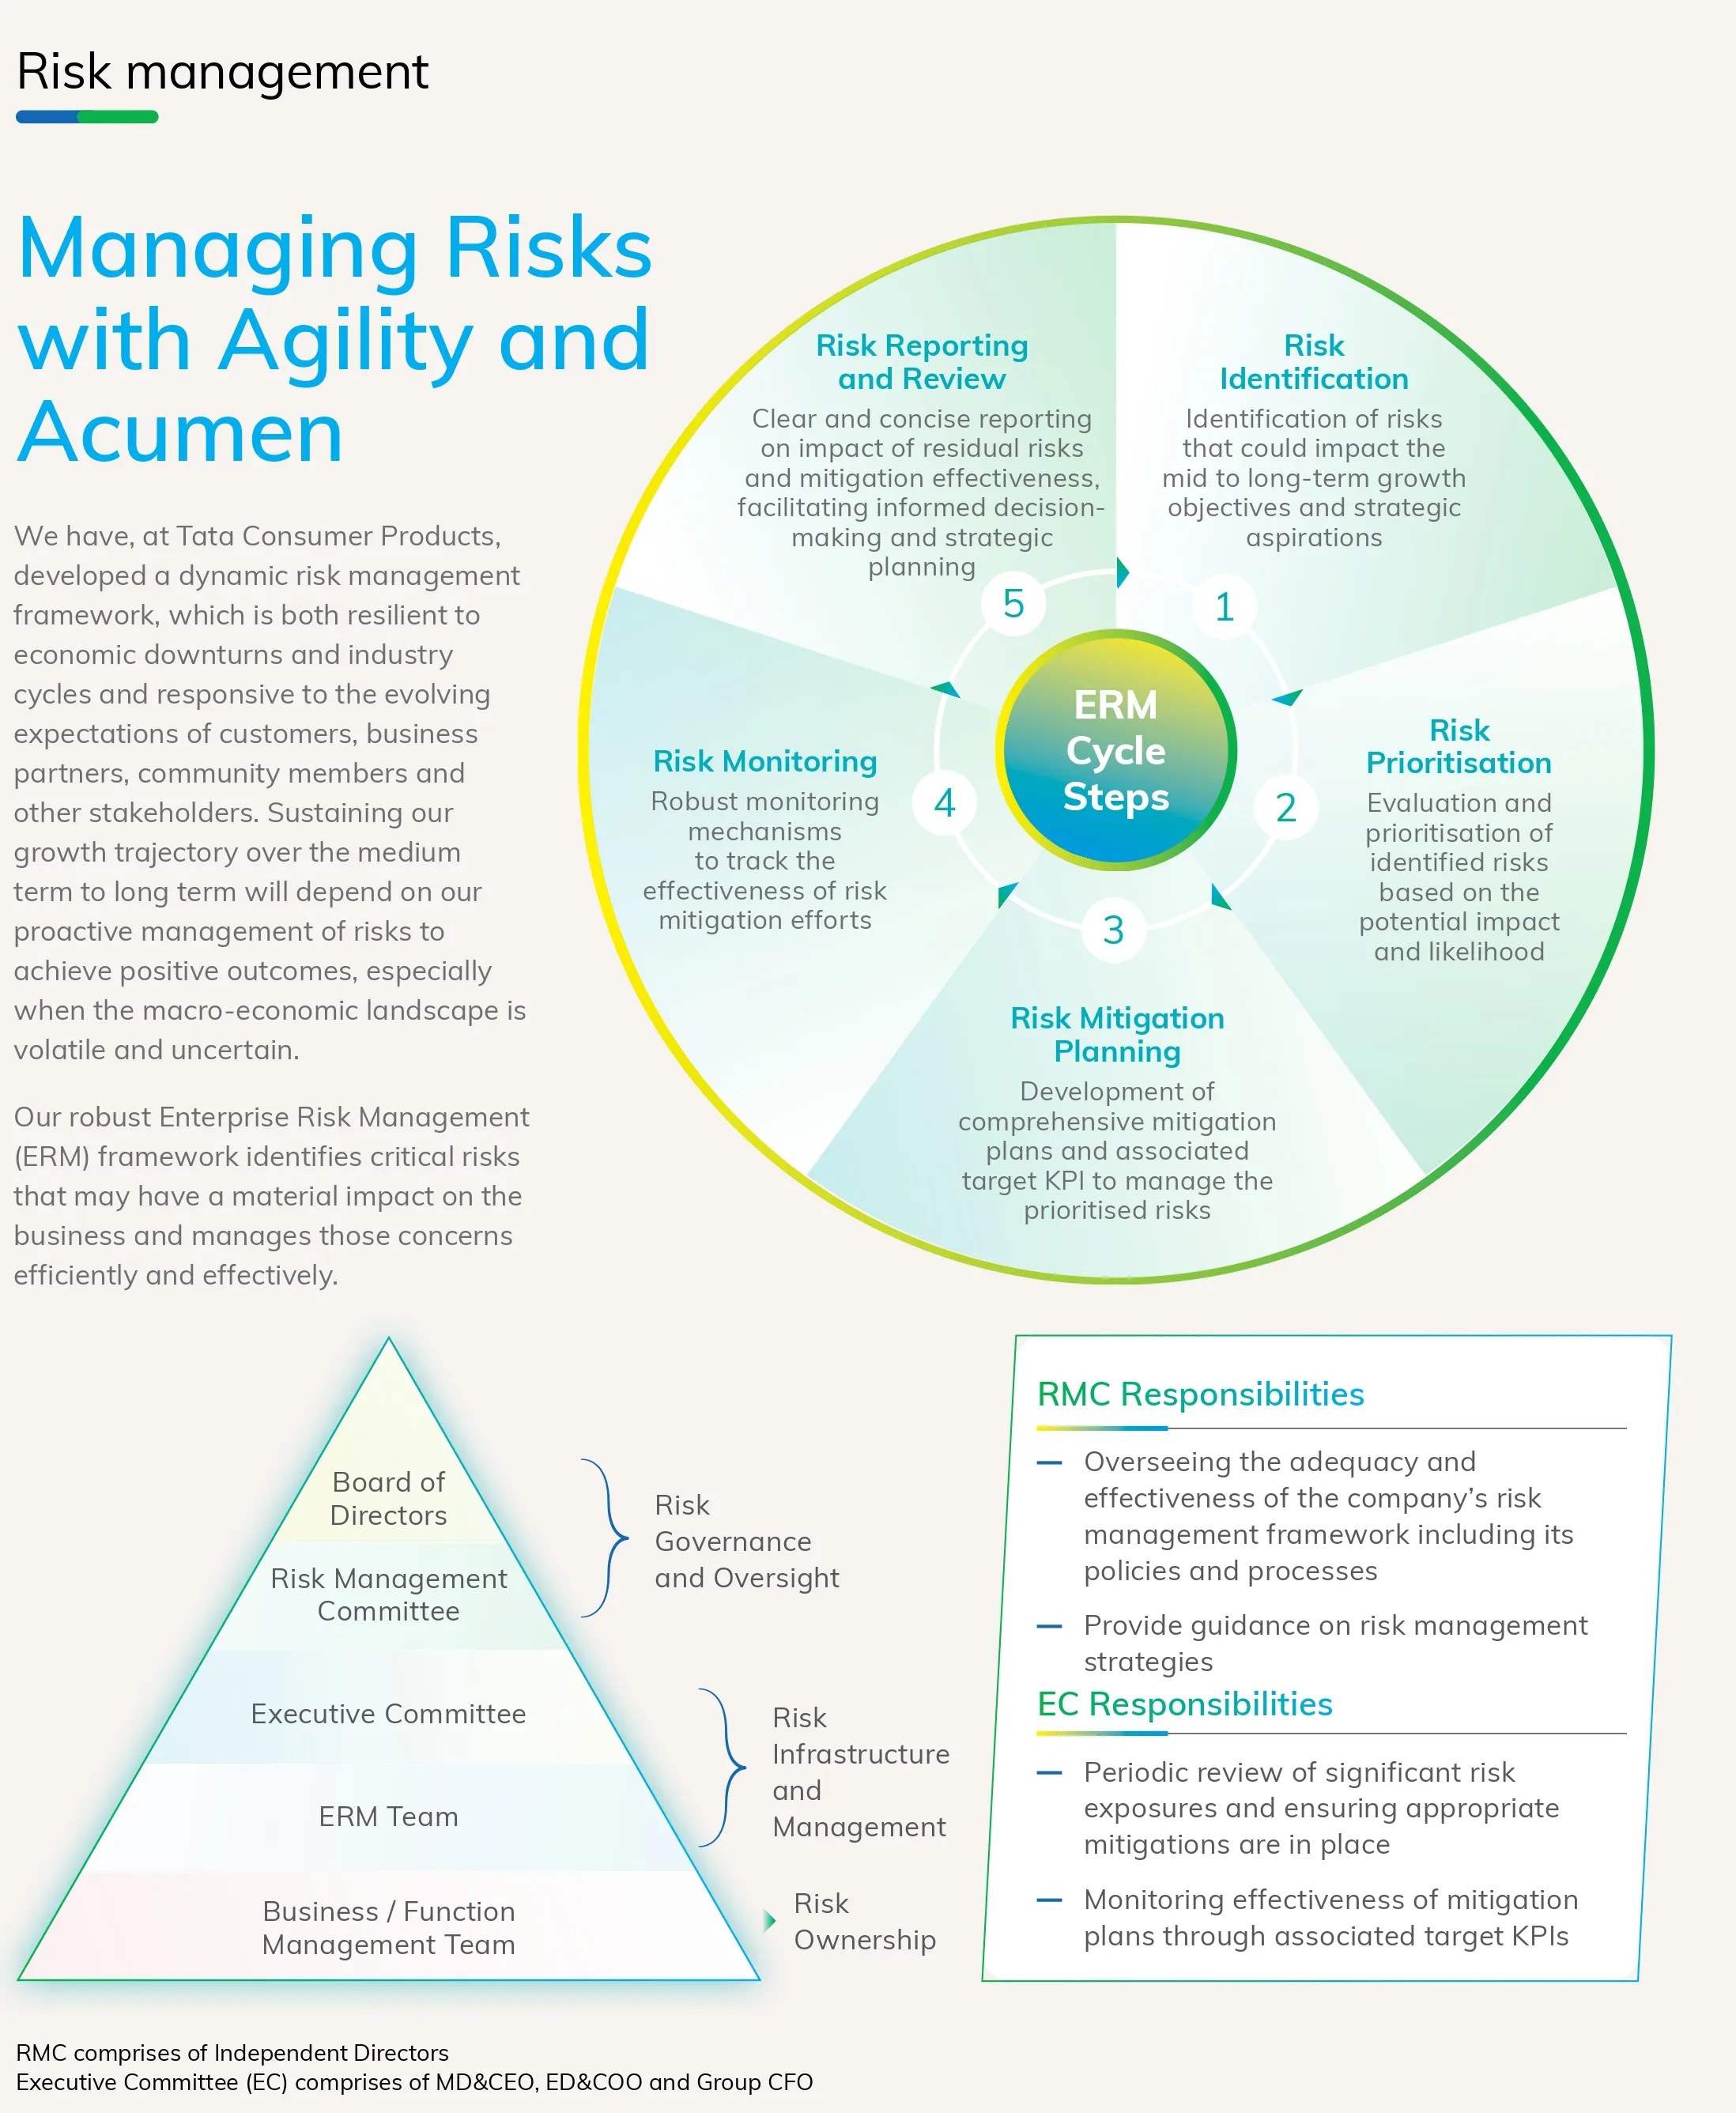 Risk management
Managing Risks
with Agility and
Acumen
We have, at Tata Consumer Products,
developed a dynamic risk management
framework, which is both resilient to
economic downturns and industry
cycles and responsive to the evolving
expectations of customers, business
partners, community members and
other stakeholders. Sustaining our
growth trajectory over the medium
term to long term will depend on our
proactive management of risks to
achieve positive outcomes, especially
when the macro-economic landscape is
volatile and uncertain.
Our robust Enterprise Risk Management
(ERM) framework identifies critical risks
that may have a material impact on the
business and manages those concerns
efficiently and effectively.
ERM
Cycle
Steps
1
Risk
Identification
Identification of risks
that could impact the
mid to long-term growth
objectives and strategic
aspirations
2
Risk
Prioritisation
Evaluation and
prioritisation of
identified risks
based on the
potential impact
and likelihood
3
Risk Mitigation
Planning
Development of
comprehensive mitigation
plans and associated
target KPI to manage the
prioritised risks
4
Risk Monitoring
Robust monitoring
mechanisms
to track the
effectiveness of risk
mitigation efforts
5
Risk Reporting
and Review
Clear and concise reporting
on impact of residual risks
and mitigation effectiveness,
facilitating informed decision-
making and strategic
planning
Board of
Directors
Risk Management
Committee
Risk
Governance
and Oversight
Executive Committee
ERM Team
Risk
Infrastructure
and
Management
Business / Function
Management Team
Risk
Ownership
RMC Responsibilities
— Overseeing the adequacy and
effectiveness of the company’s risk
management framework including its
policies and processes
— Provide guidance on risk management
strategies
EC Responsibilities
— Periodic review of significant risk
exposures and ensuring appropriate
mitigations are in place
— Monitoring effectiveness of mitigation
plans through associated target KPIs
RMC comprises of Independent Directors
Executive Committee (EC) comprises of MD&CEO, ED&COO and Group CFO